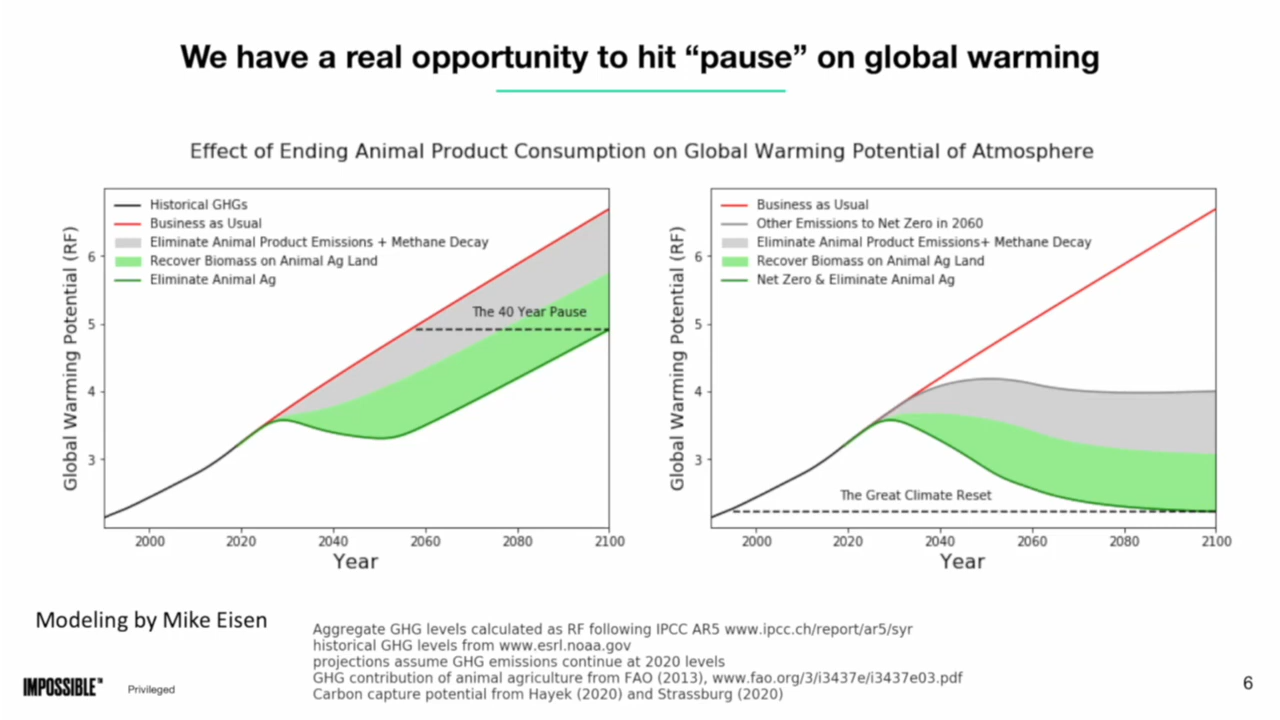 We have a real opportunity to hit “pause” on global warming
Effect of Ending Animal Product Consumption on Global Warming Potential of Atmosphere
Historical GHGs
Business as Usual
Eliminate Animal Product Emissions + Methane Decay
Recover Biomass on Animal Ag Land
Eliminate Animal Ag
The 40 Year Pause
Global Warming Potential (RF)
6
5
4
3
2000 2020 2040 2060 2080 2100
Year
Business as Usual
Other Emissions to Net Zero in 2060
Eliminate Animal Product Emissions+ Methane Decay
Recover Biomass on Animal Ag Land
Net Zero & Eliminate Animal Ag
The Great Climate Reset
Global Warming Potential (RF)
6
5
4
3
2000 2020 2040 2060 2080 2100
Year
Modeling by Mike Eisen
Aggregate GHG levels calculated as RF following IPCC AR5 www.ipcc.ch/report/ar5/syr
historical GHG levels from www.esrl.noaa.gov
projections assume GHG emissions continue at 2020 levels
GHG contribution of animal agriculture from FAO (2013), www.fao.org/3/i3437e/i3437e03.pdf
Carbon capture potential from Hayek (2020) and Strassburg (2020)
IMPOSSIBLE™ Privileged
6